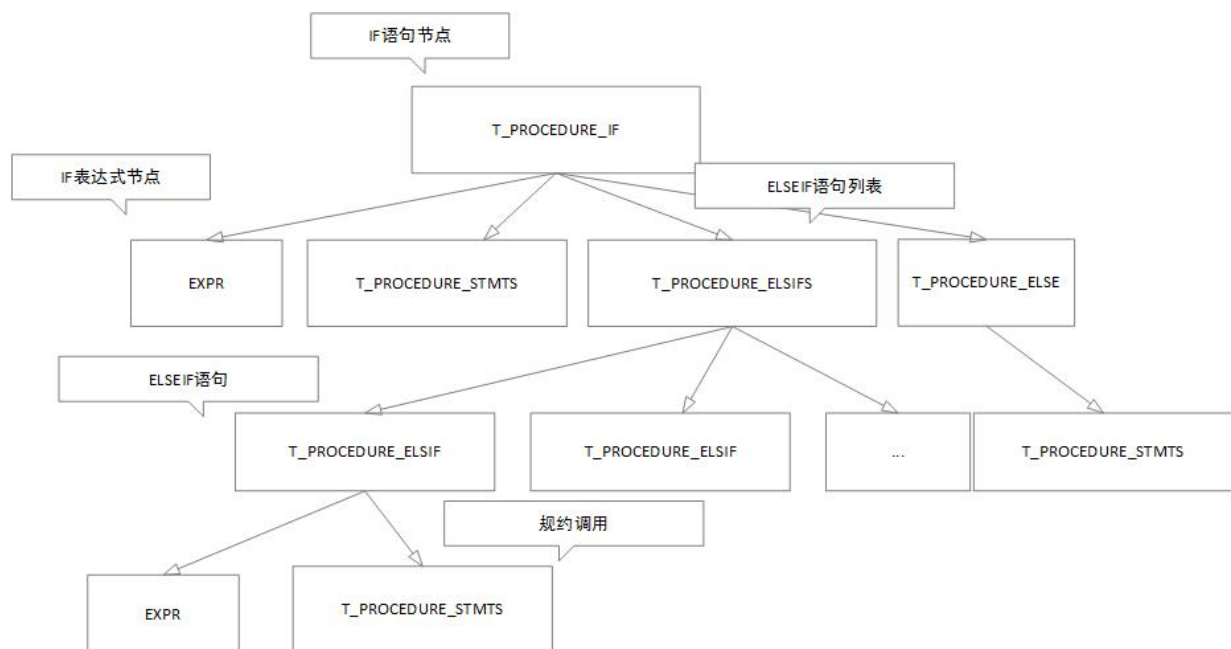 IF语句节点
T_PROCEDURE_IF
IF表达式节点
ELSEIF语句列表
EXPR
T_PROCEDURE_STMTS
T_PROCEDURE_ELSIFS
T_PROCEDURE_ELSE
ELSEIF语句
T_PROCEDURE_ELSIF
T_PROCEDURE_ELSIF
...
T_PROCEDURE_STMTS
规约调用
EXPR
T_PROCEDURE_STMTS